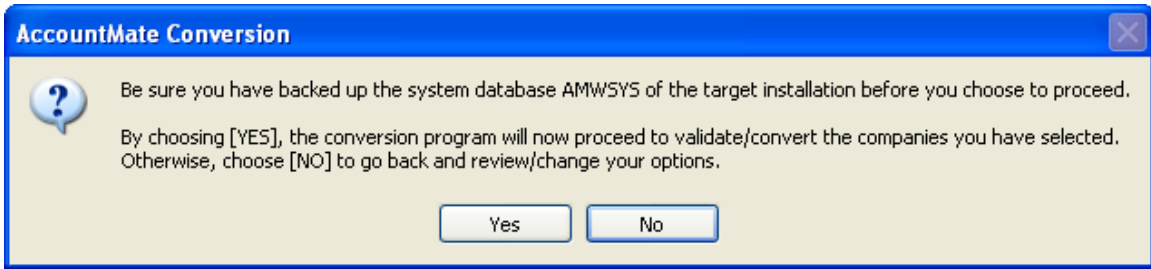 AccountMate Conversion
Be sure you have backed up the system database AMWSYS of the target installation before you choose to proceed.
By choosing [YES], the conversion program will now proceed to validate/convert the companies you have selected.
Otherwise, choose [NO] to go back and review/change your options.
Yes
No